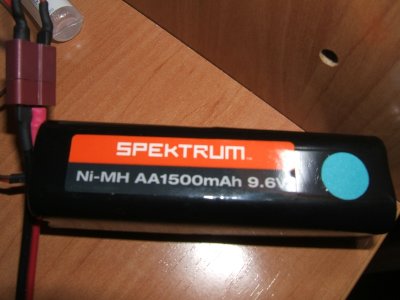 SPEKTRUM
Ni-MH AA1500mAh 9.6V